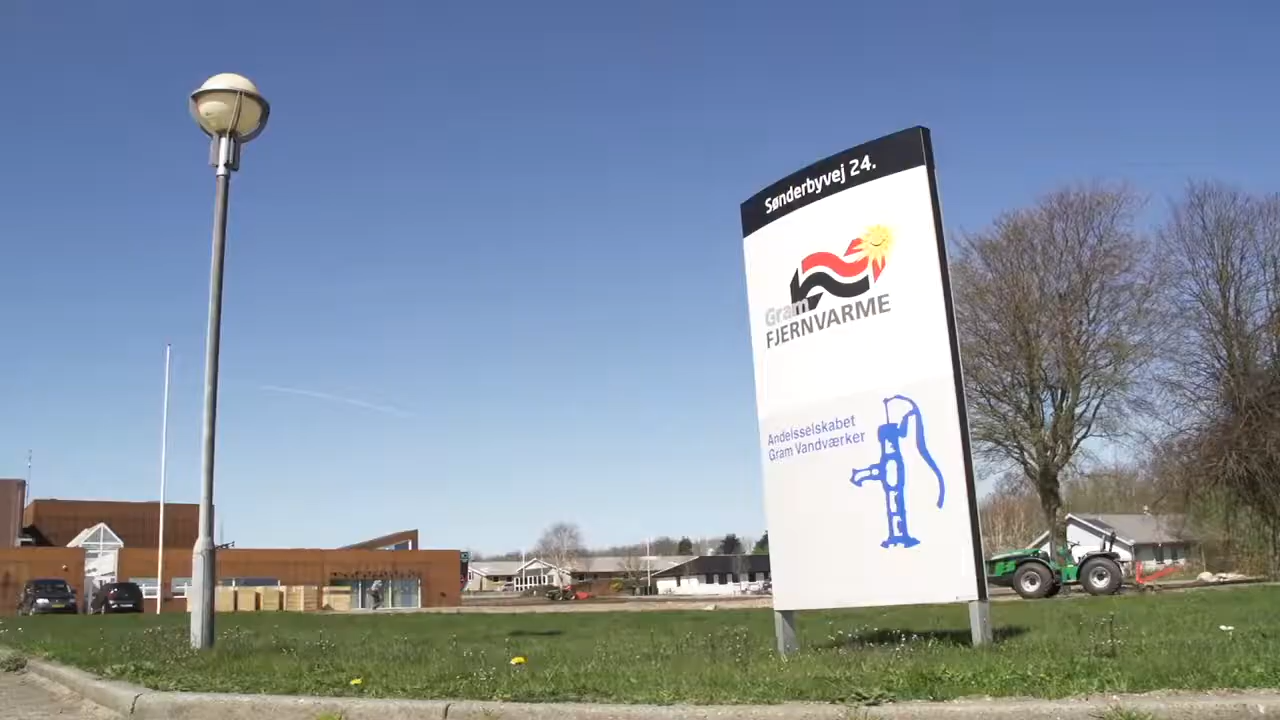 Sønderbyvej 24.
Gram
FJERNVARME
Andelsselskabet
Gram Vandværker